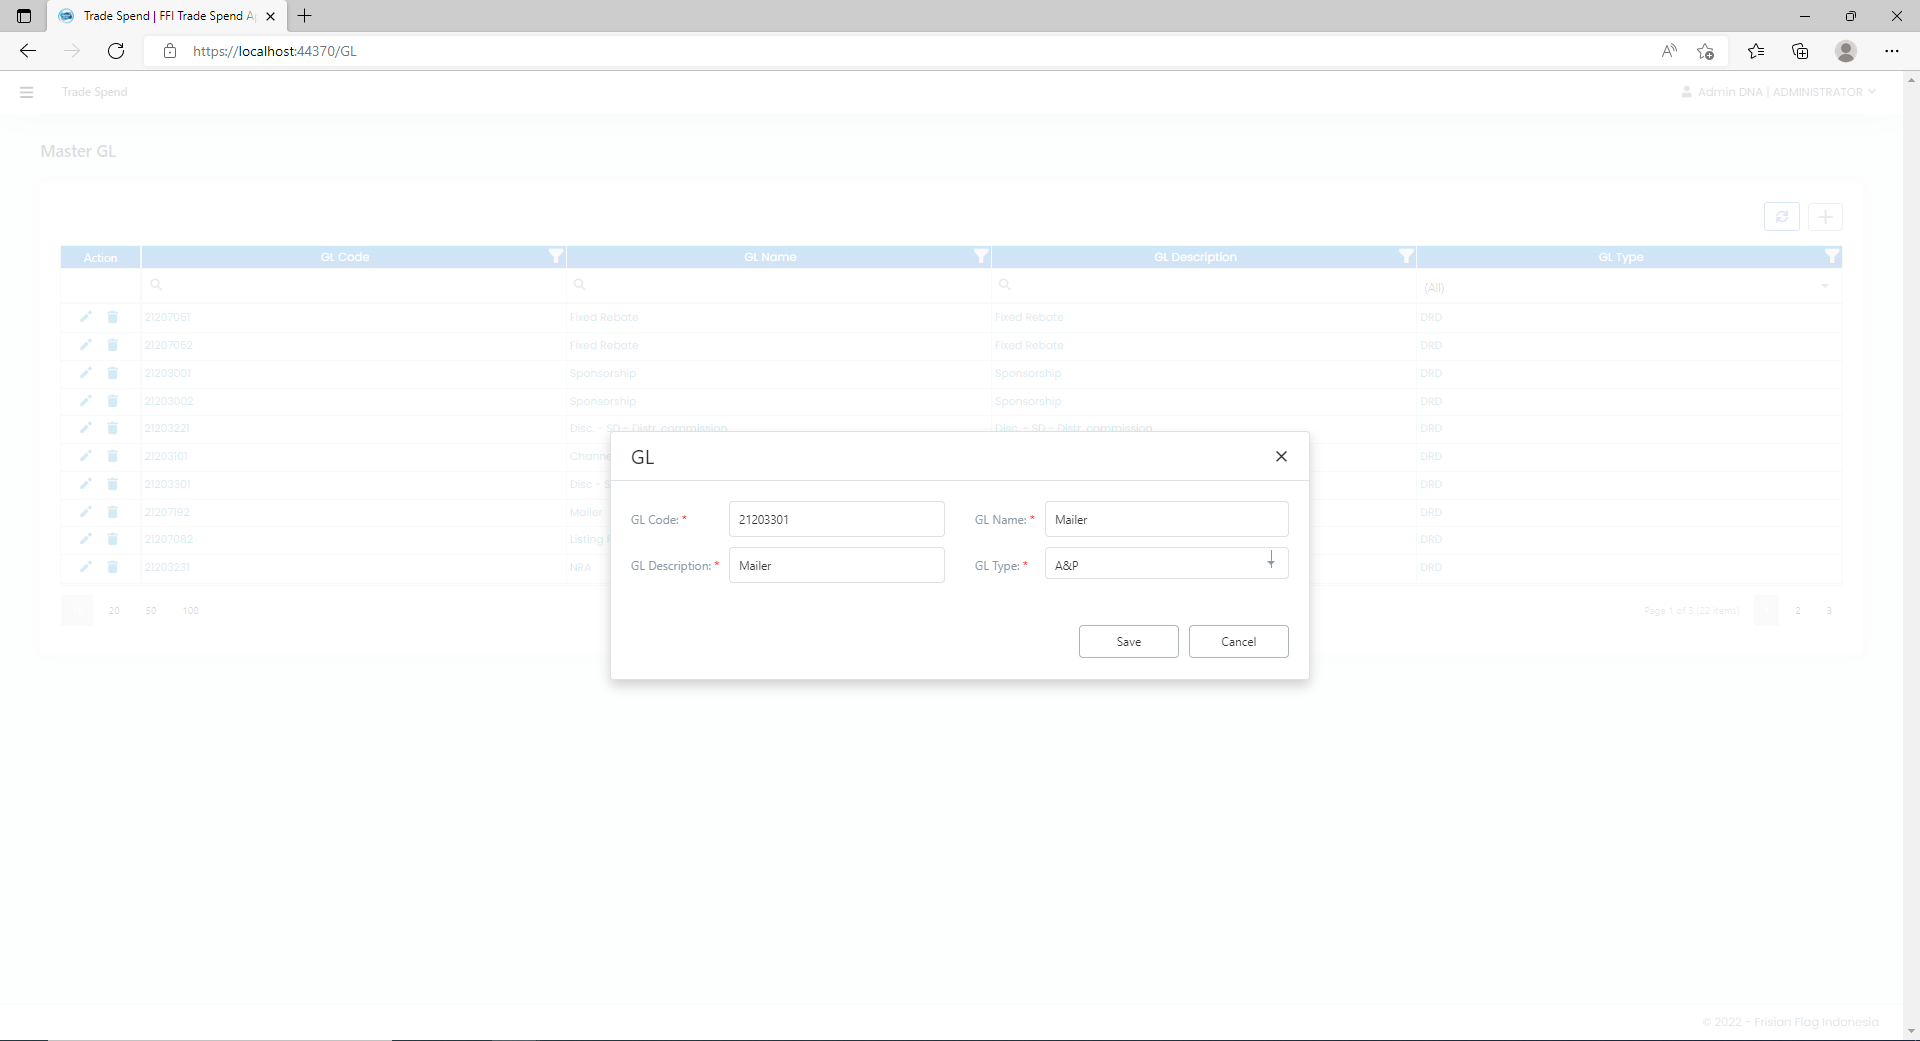 Trade Spend | FFI Trade Spend Ap
https://localhost:44370/GL
Trade Spend
Admin DNA | ADMINISTRATOR
Master GL
Action GL Code GL Name GL Description GL Type
(All)
21207051 Fixed Rebate Fixed Rebate DRD
21207052 Fixed Rebate Fixed Rebate DRD
21203001 Sponsorship Sponsorship DRD
21203002 Sponsorship Sponsorship DRD
21203221 Disc. - SD - Distr. commission Disc. - SD - Distr. commission DRD
21203101 Channe DRD
21203301 Disc - S DRD
21207192 Mailer DRD
21207082 Listing DRD
21203231 NRA DRD
GL
GL Code: * 21203301 GL Name: * Mailer
GL Description: * Mailer GL Type: * A&P
Save Cancel
20 50 100 Page 1 of 3 (22 items) 2 3
© 2022 - Frisian Flag Indonesia